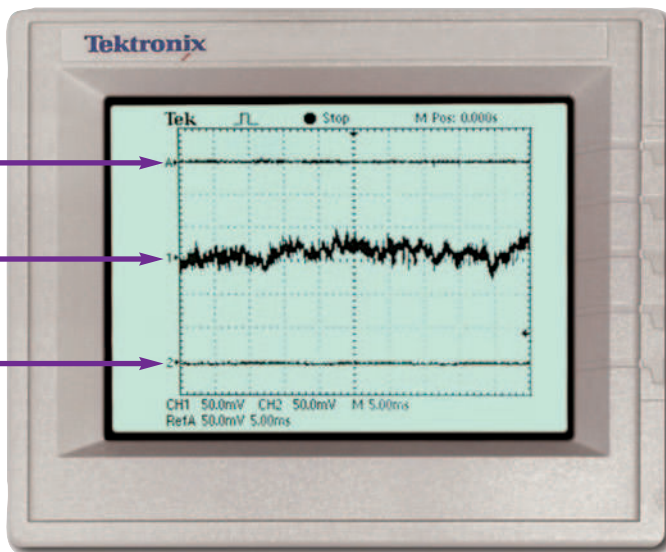 Tektronix
Tek Stop M Pos: 0.000s
A
1
2
CH1 50.0mV CH2 50.0mV M 5.00ms
RefA 50.0mV 5.00ms